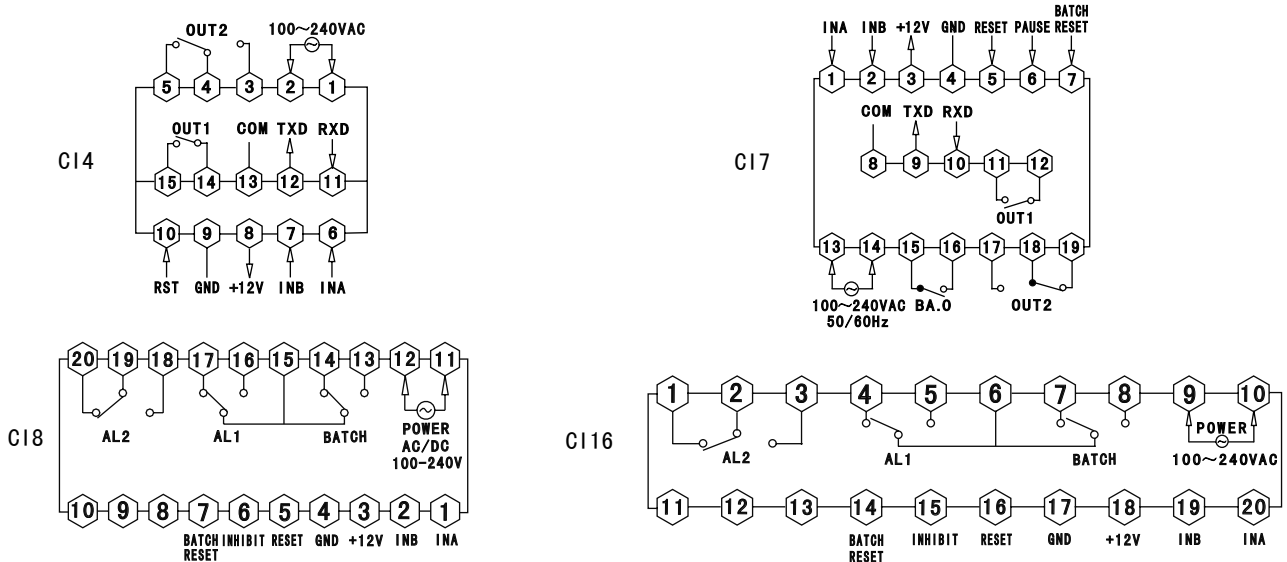 OUT2 100～240VAC
5 4 3 2 1
OUT1 COM TXD RXD
CI4
15 14 13 12 11
10 9 8 7 6
RST GND +12V INB INA
INA INB +12V GND RESET PAUSE BATCH RESET
1 2 3 4 5 6 7
COM TXD RXD
CI7
8 9 10 11 12
OUT1
13 14 15 16 17 18 19
100～240VAC BA.O OUT2
50/60Hz
20 19 18 17 16 15 14 13 12 11
CI8
AL2 AL1 BATCH POWER
AC/DC
100-240V
10 9 8 7 6 5 4 3 2 1
BATCH INHIBIT RESET GND +12V INB INA
RESET
1 2 3 4 5 6 7 8 9 10
POWER
CI16
AL2 AL1 BATCH 100～240VAC
11 12 13 14 15 16 17 18 19 20
BATCH INHIBIT RESET GND +12V INB INA
RESET